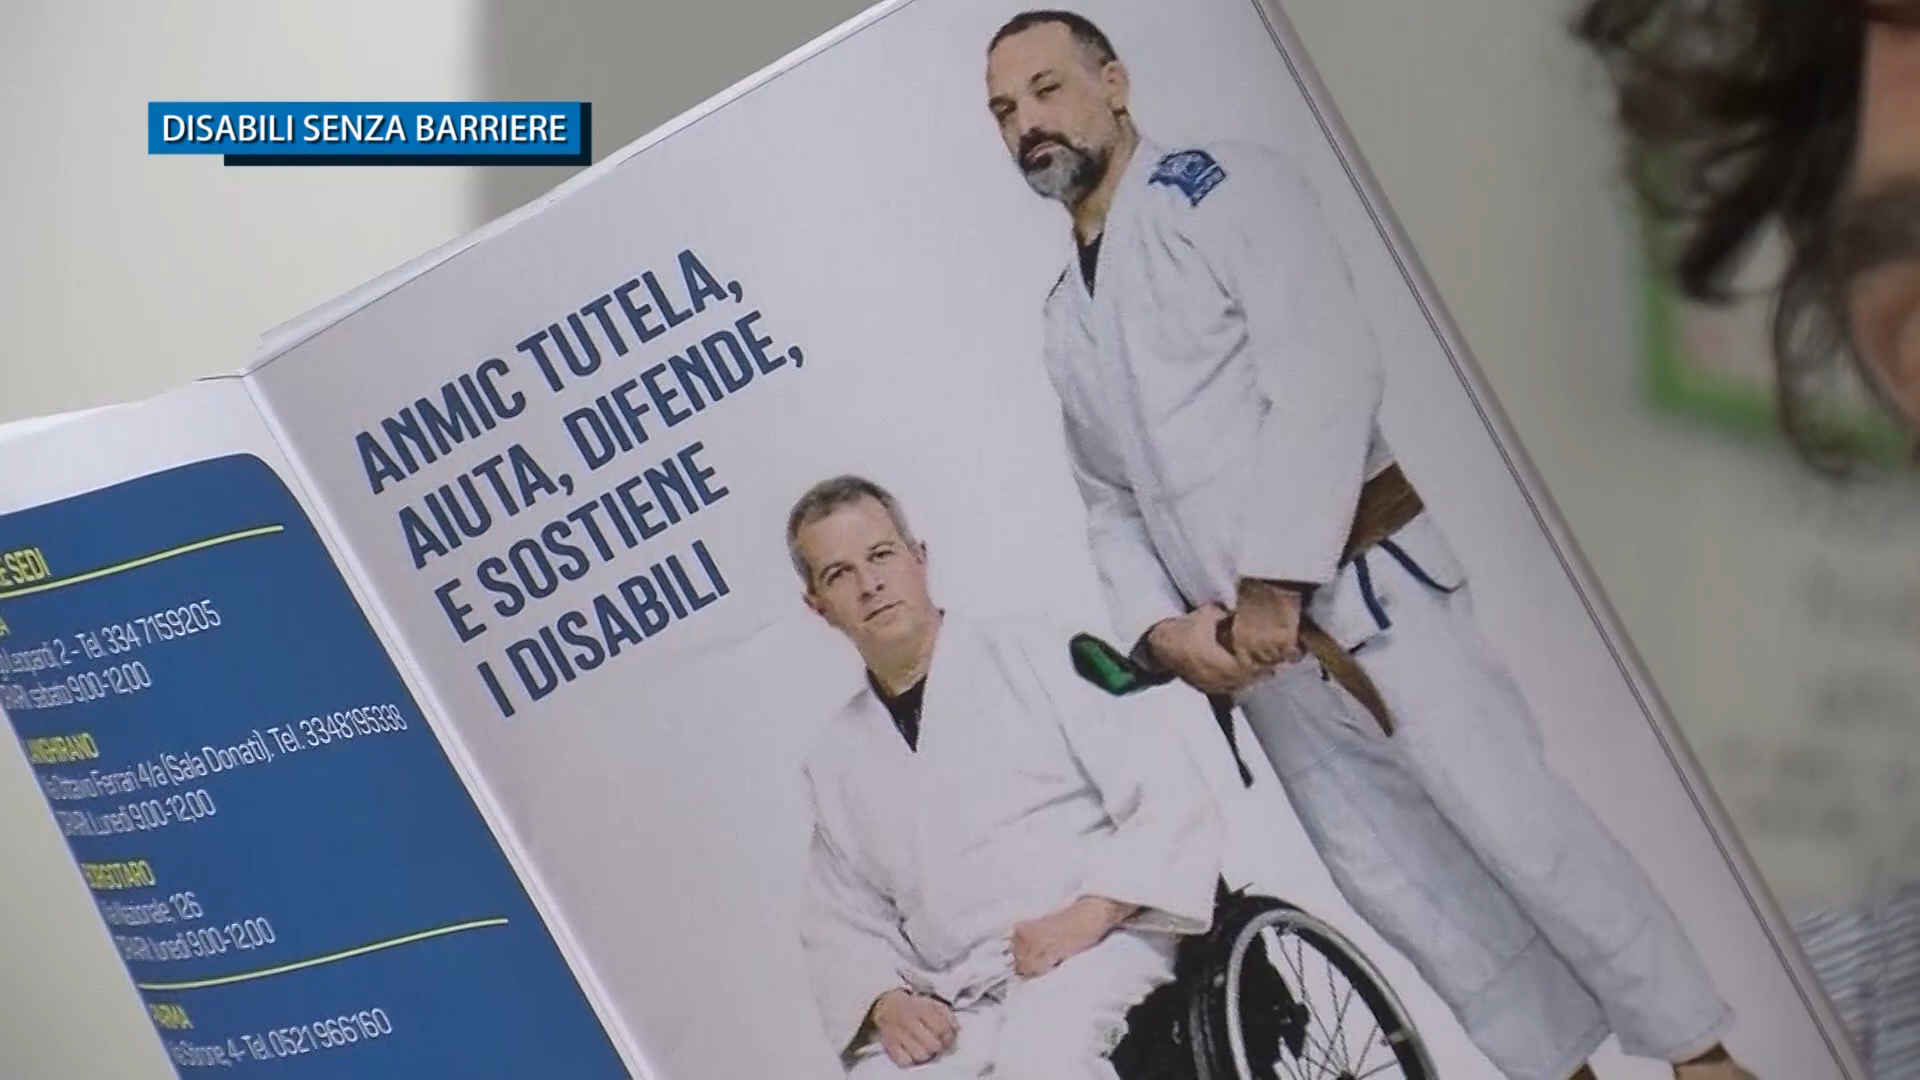 DISABILI SENZA BARRIERE
ANMIC TUTELA,
AIUTA, DIFENDE,
E SOSTIENE
I DISABILI
E SEDI
2 - Tel. 334 7159205
sabato 9,00-12,00
Ferrari 4/a (Sala Donati). Tel. 3348195338
Lunedì 9,00-12,00
Nazionale 126
lunedì 9,00-12,00
4 - Tel. 0521 966160